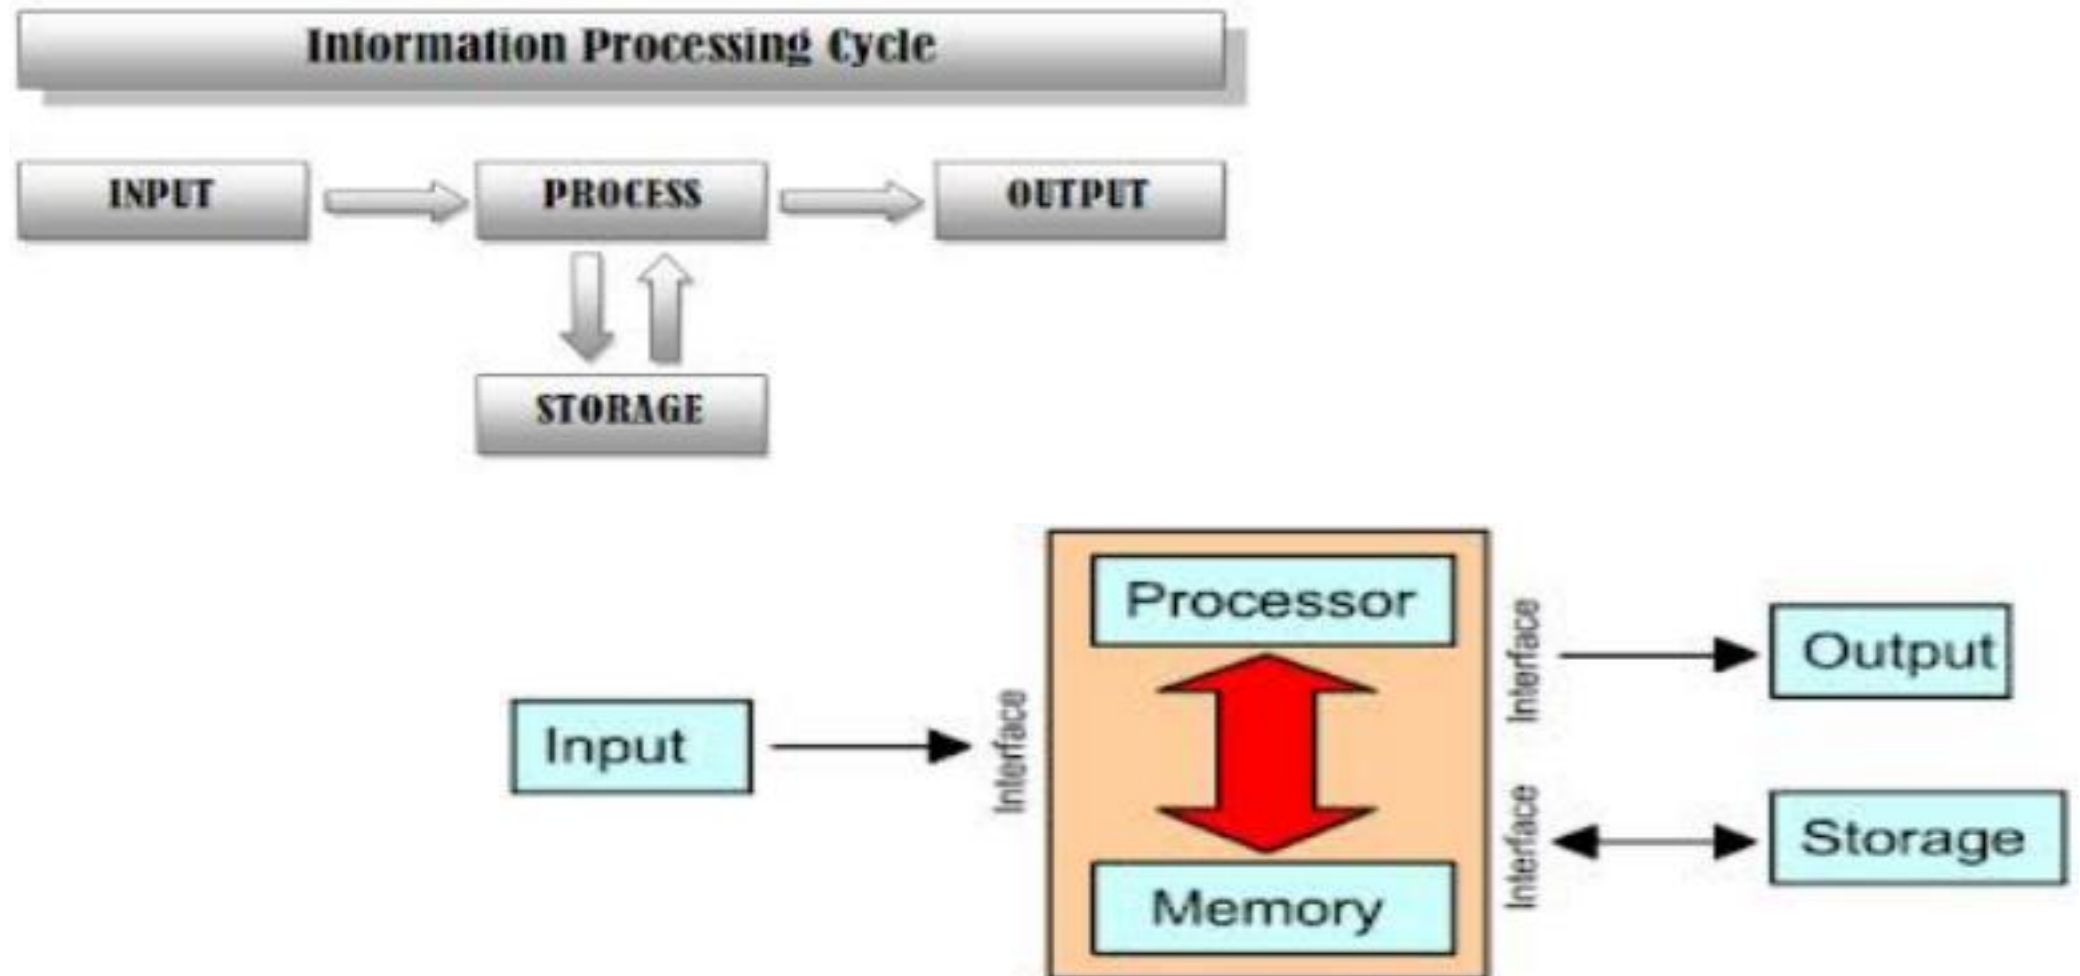 Information Processing Cycle
INPUT
PROCESS
OUTPUT
STORAGE
Processor
Interface
Output
Input
Interface
Interface
Storage
Memory